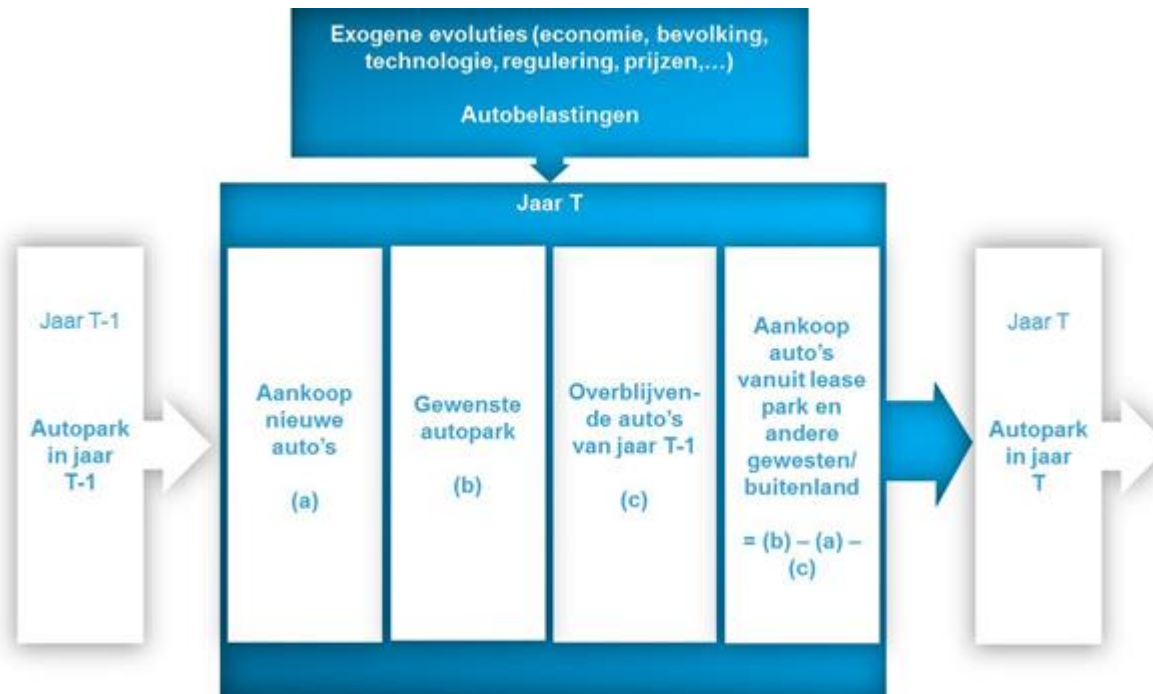 Exogene evoluties (economie, bevolking,
technologie, regulering, prijzen,...)
Autobelastingen
Jaar T
Jaar T-1
Autopark
in jaar
T-1
Aankoop
nieuwe
auto's
(a)
Gewenste
autopark
(b)
Overblijven-
de auto's
van jaar T-1
(c)
Aankoop
auto's
vanuit lease
park en
andere
gewesten/
buitenland
= (b) – (a) –
(c)
Jaar T
Autopark
in jaar
T